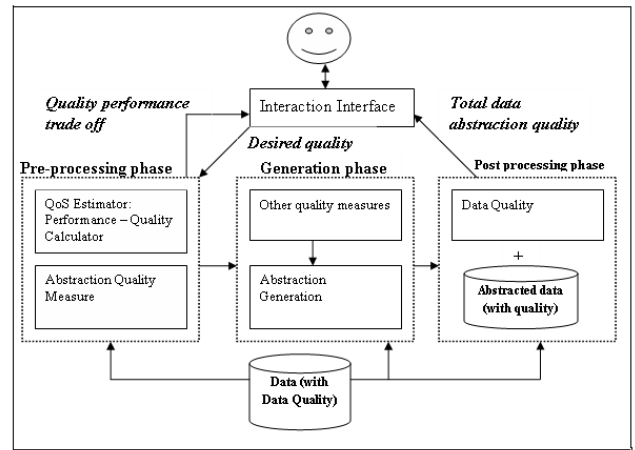 Quality performance
trade off
Interaction Interface
Total data
abstraction quality
Desired quality
Pre-processing phase
Generation phase
Post processing phase
QoS Estimator:
Performance – Quality
Calculator
Abstraction Quality
Measure
Other quality measures
Abstraction
Generation
Data Quality
+
Abstracted data
(with quality)
Data (with
Data Quality)